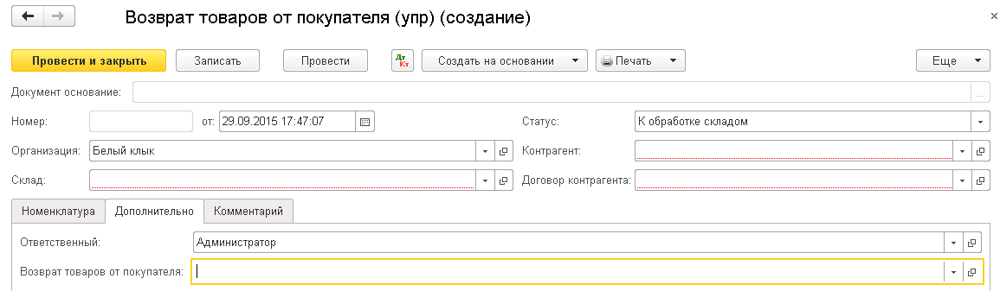 Возврат товаров от покупателя (упр) (создание)
Провести и закрыть Записать Провести Дт Кт Создать на основании Печать Еще
Документ основание: ...
Номер: от: 29.09.2015 17:47:07 Статус: К обработке складом
Организация: Белый клык Контрагент:
Склад: Договор контрагента:
Номенклатура Дополнительно Комментарий
Ответственный: Администратор
Возврат товаров от покупателя: